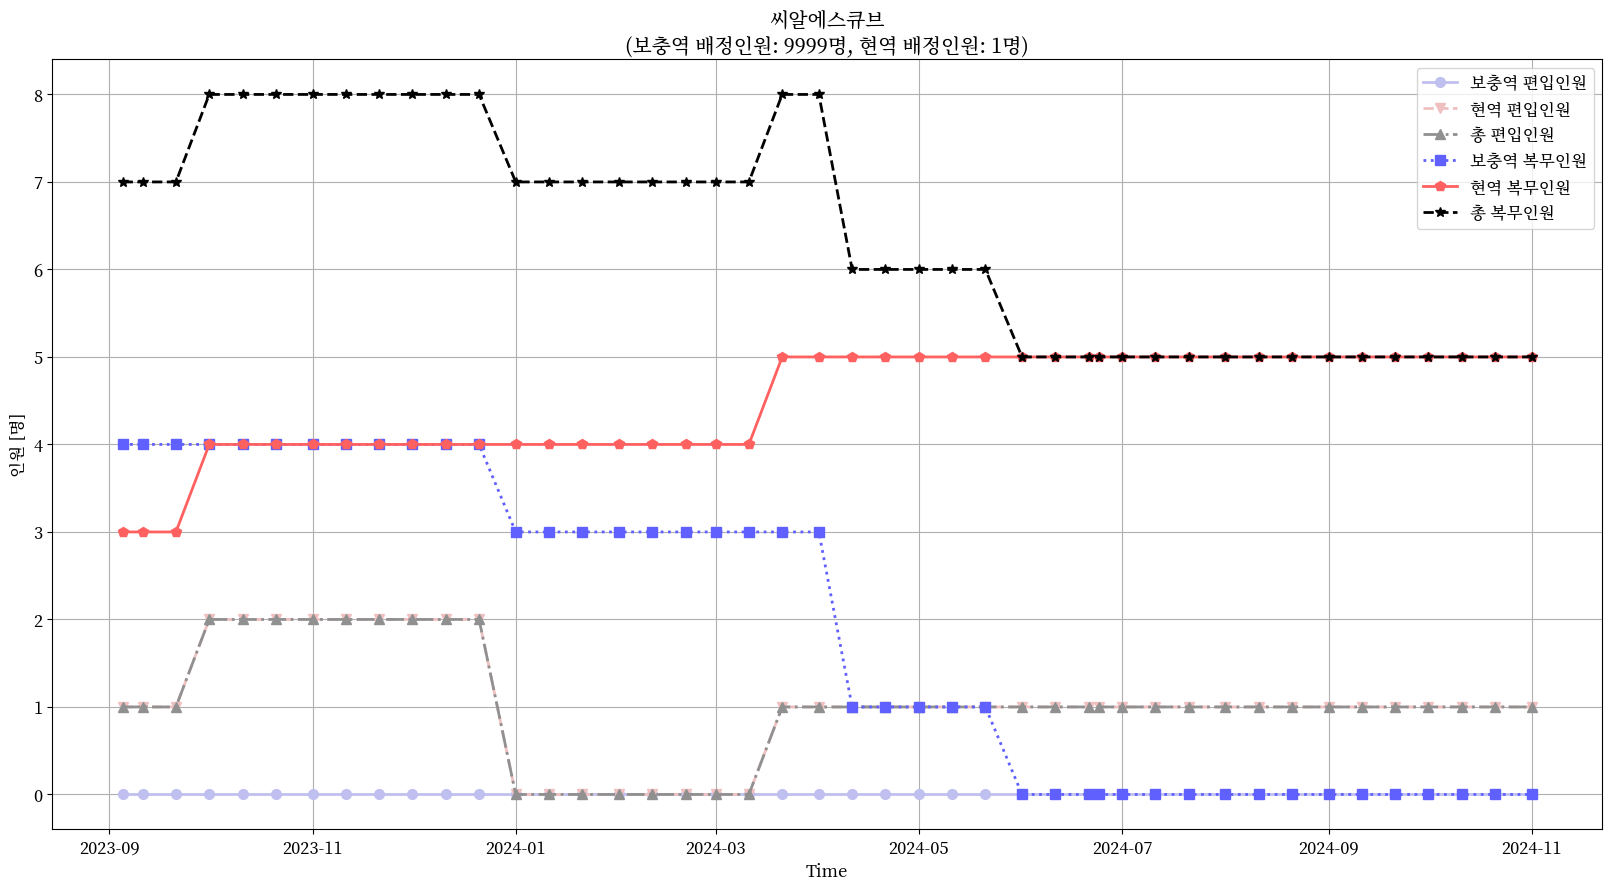 씨알에스큐브
(보충역 배정인원: 9999명, 현역 배정인원: 1명)
보충역 편입인원
현역 편입인원
총 편입인원
보충역 복무인원
현역 복무인원
총 복무인원
인원 [명]
8
7
6
5
4
3
2
1
0
2023-09
2023-11
2024-01
2024-03
2024-05
2024-07
2024-09
2024-11
Time